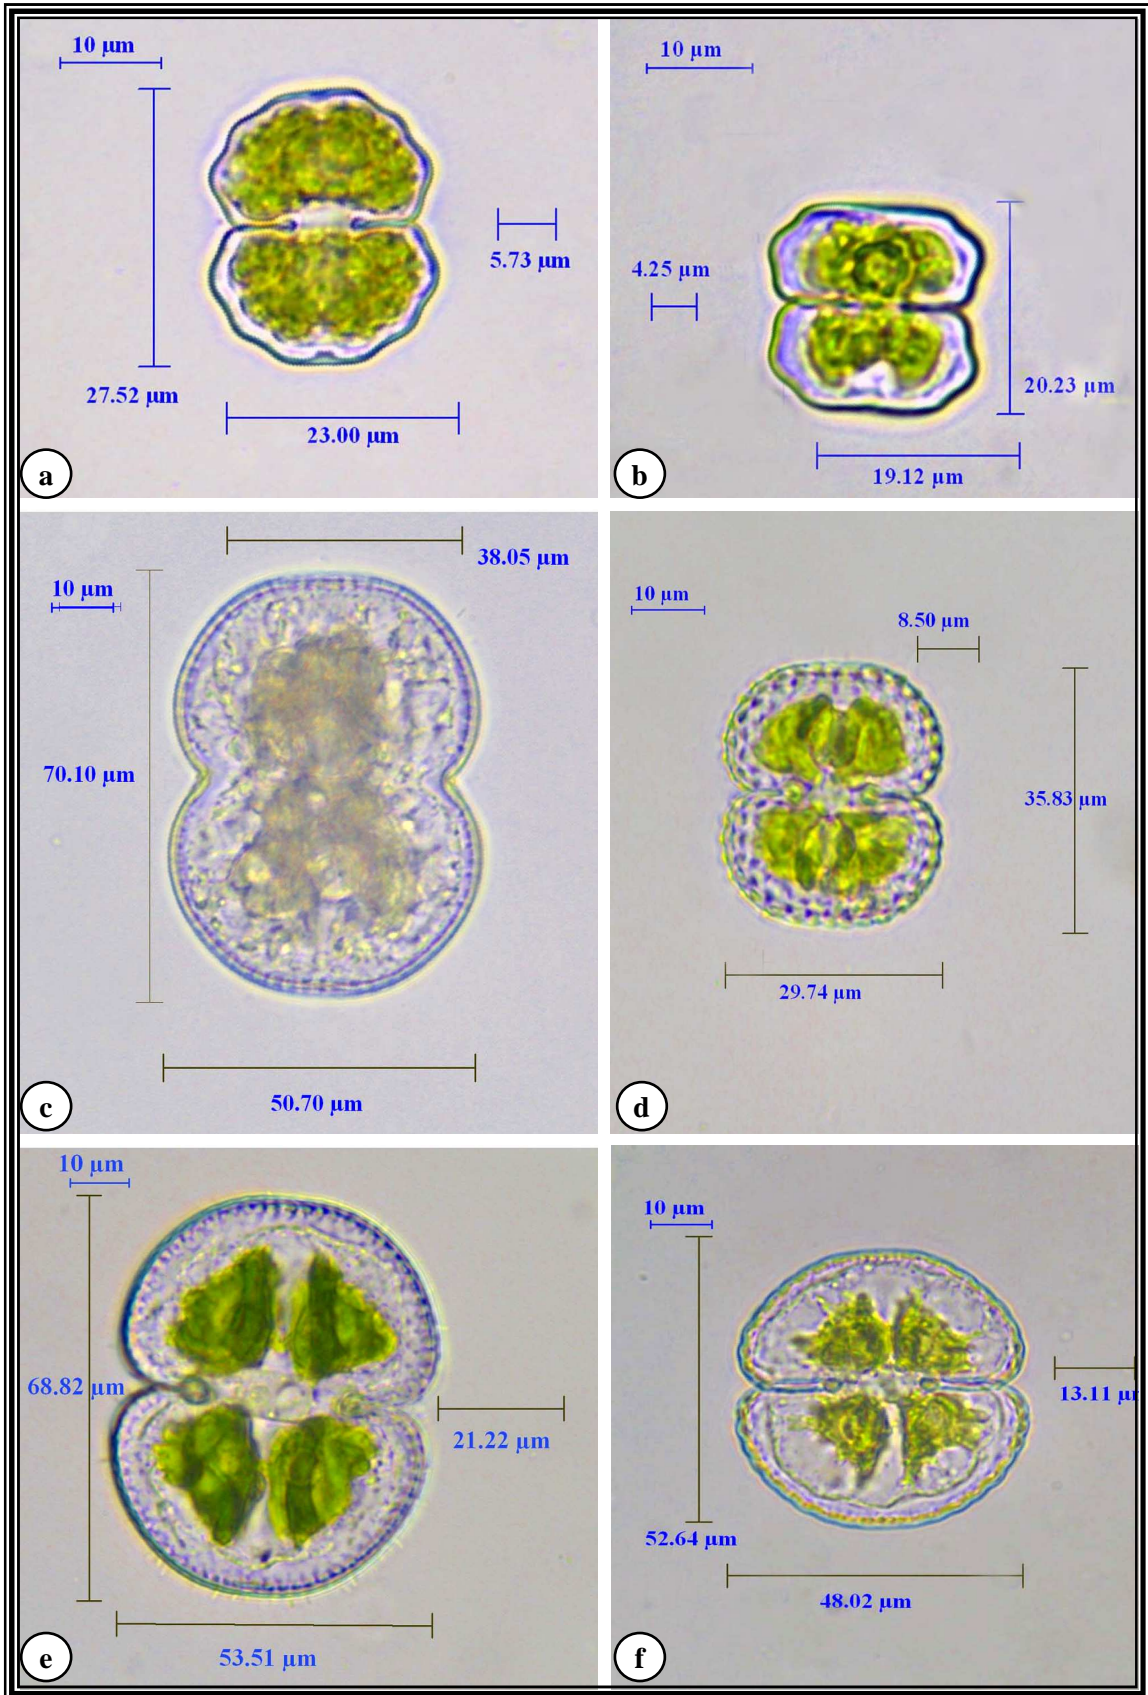 10 µm
5.73 µm
27.52 µm
23.00 µm
a
10 µm
4.25 µm
20.23 µm
19.12 µm
b
38.05 µm
10 µm
70.10 µm
50.70 µm
c
10 µm
8.50 µm
35.83 µm
29.74 µm
d
10 µm
68.82 µm
21.22 µm
53.51 µm
e
10 µm
13.11 µ
52.64 µm
48.02 µm
f